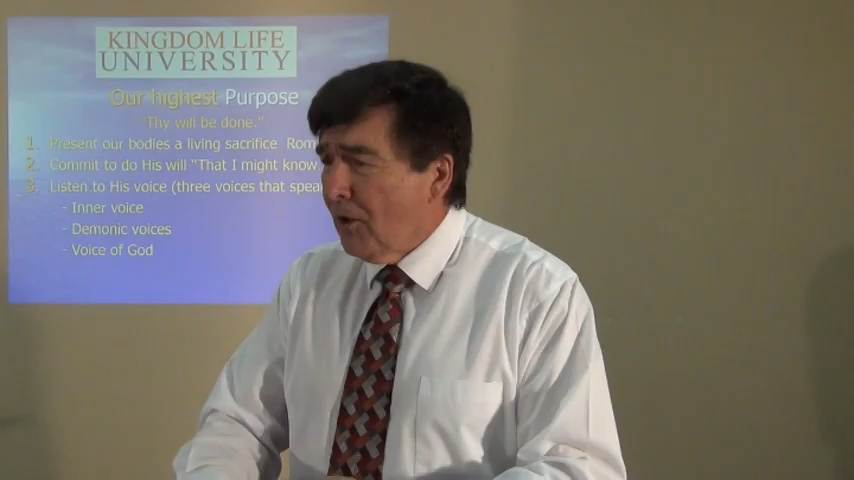 KINGDOM LIFE
UNIVERSITY
Our highest Purpose
"Thy will be done."
1. Present our bodies a living sacrifice Rom
2. Commit to do His will "That I might know
3. Listen to His voice (three voices that spea
- Inner voice
- Demonic voices
- Voice of God